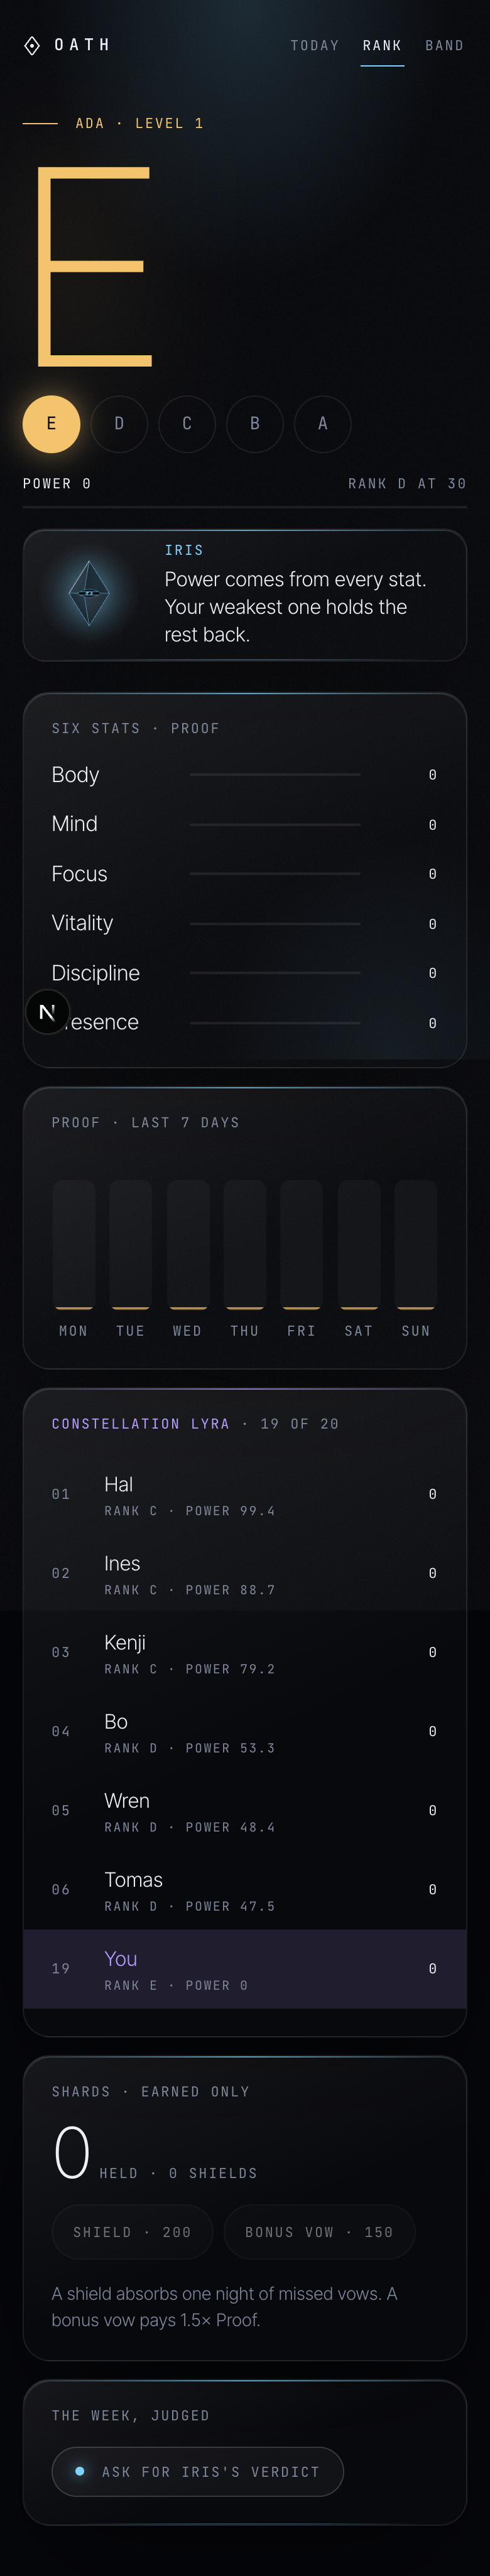 OATH
TODAY RANK BAND
ADA · LEVEL 1
E
E D C B A
POWER 0 RANK D AT 30
IRIS
Power comes from every stat.
Your weakest one holds the
rest back.
SIX STATS · PROOF
Body 0
Mind 0
Focus 0
Vitality 0
Discipline 0
N resence 0
PROOF · LAST 7 DAYS
MON TUE WED THU FRI SAT SUN
CONSTELLATION LYRA · 19 OF 20
01 Hal 0
RANK C · POWER 99.4
02 Ines 0
RANK C · POWER 88.7
03 Kenji 0
RANK C · POWER 79.2
04 Bo 0
RANK D · POWER 53.3
05 Wren 0
RANK D · POWER 48.4
06 Tomas 0
RANK D · POWER 47.5
19 You 0
RANK E · POWER 0
SHARDS · EARNED ONLY
0 HELD · 0 SHIELDS
SHIELD · 200 BONUS VOW · 150
A shield absorbs one night of missed vows. A
bonus vow pays 1.5× Proof.
THE WEEK, JUDGED
ASK FOR IRIS'S VERDICT